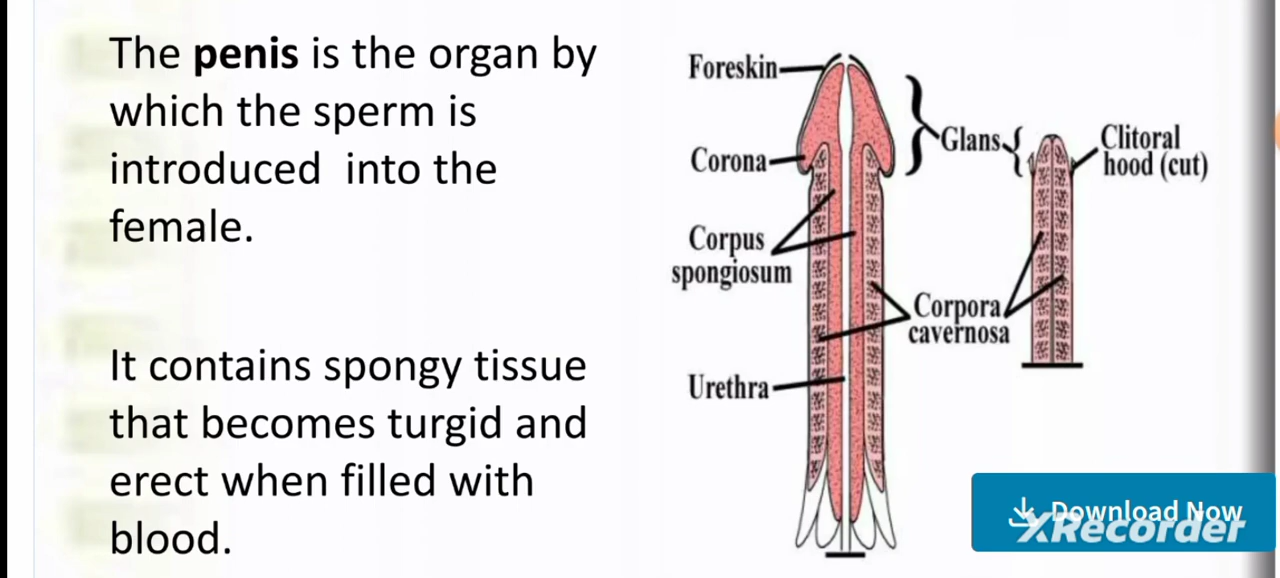 The penis is the organ by
which the sperm is
introduced into the
female.
It contains spongy tissue
that becomes turgid and
erect when filled with
blood.
Foreskin
Corona
Corpus
spongiosum
Urethra
Glans
Corpora
cavernosa
Clitoral
hood (cut)
Download Now
XRecorder